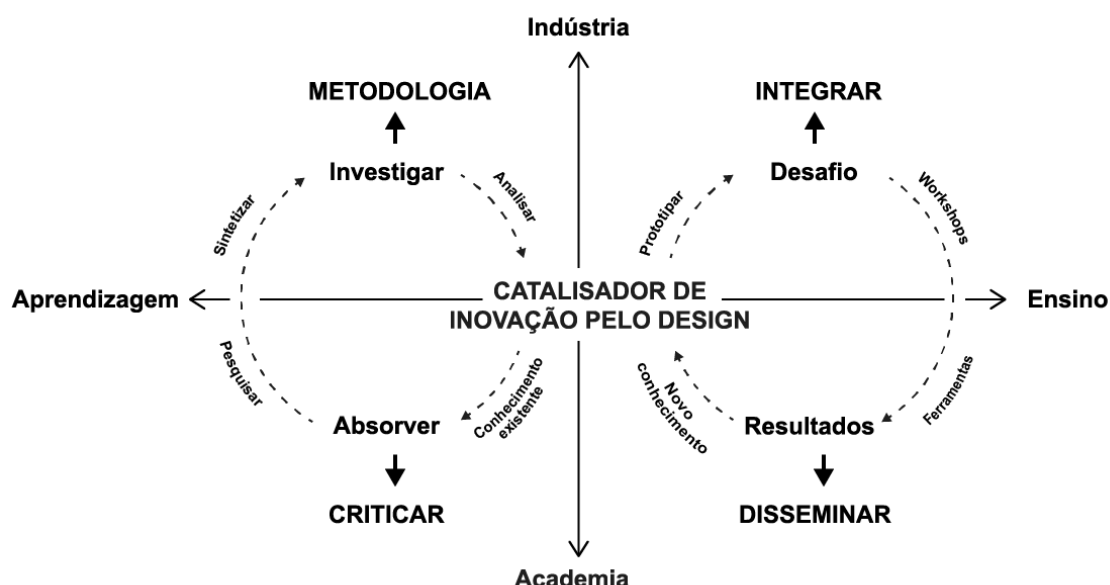 Indústria
METODOLOGIA
INTEGRAR
Investigar
Desafio
Sintetizar
Analisar
Prototipar
Workshops
Aprendizagem
CATALISADOR DE
INOVAÇÃO PELO DESIGN
Ensino
Pesquisar
Conhecimento
existente
Novo
conhecimento
Ferramentas
Absorver
Resultados
CRITICAR
DISSEMINAR
Academia